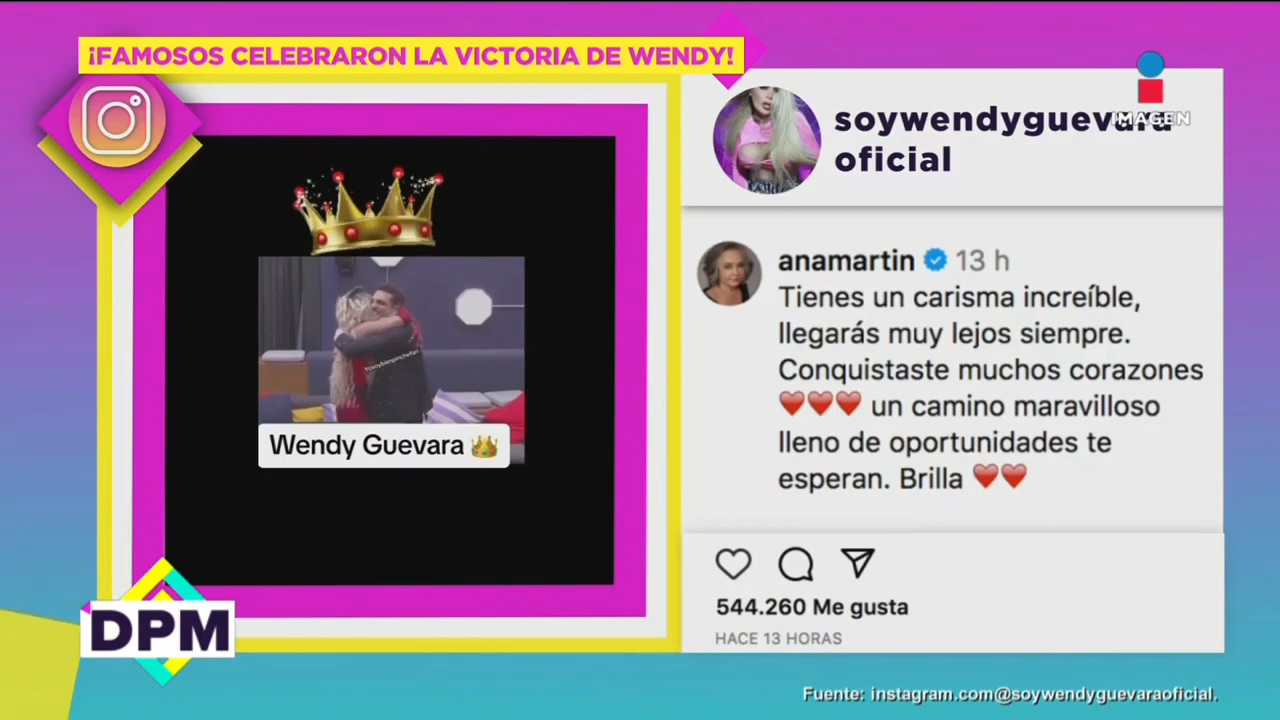 ¡FAMOSOS CELEBRARON LA VICTORIA DE WENDY!
IMAGEN
soywendyguevara
oficial
anamartin 13 h
Tienes un carisma increíble,
llegarás muy lejos siempre.
Conquistaste muchos corazones
❤️❤️❤️ un camino maravilloso
lleno de oportunidades te
esperan. Brilla ❤️❤️
Wendy Guevara 👑
544.260 Me gusta
HACE 13 HORAS
DPM
Fuente: instagram.com@soywendyguevaraoficial.